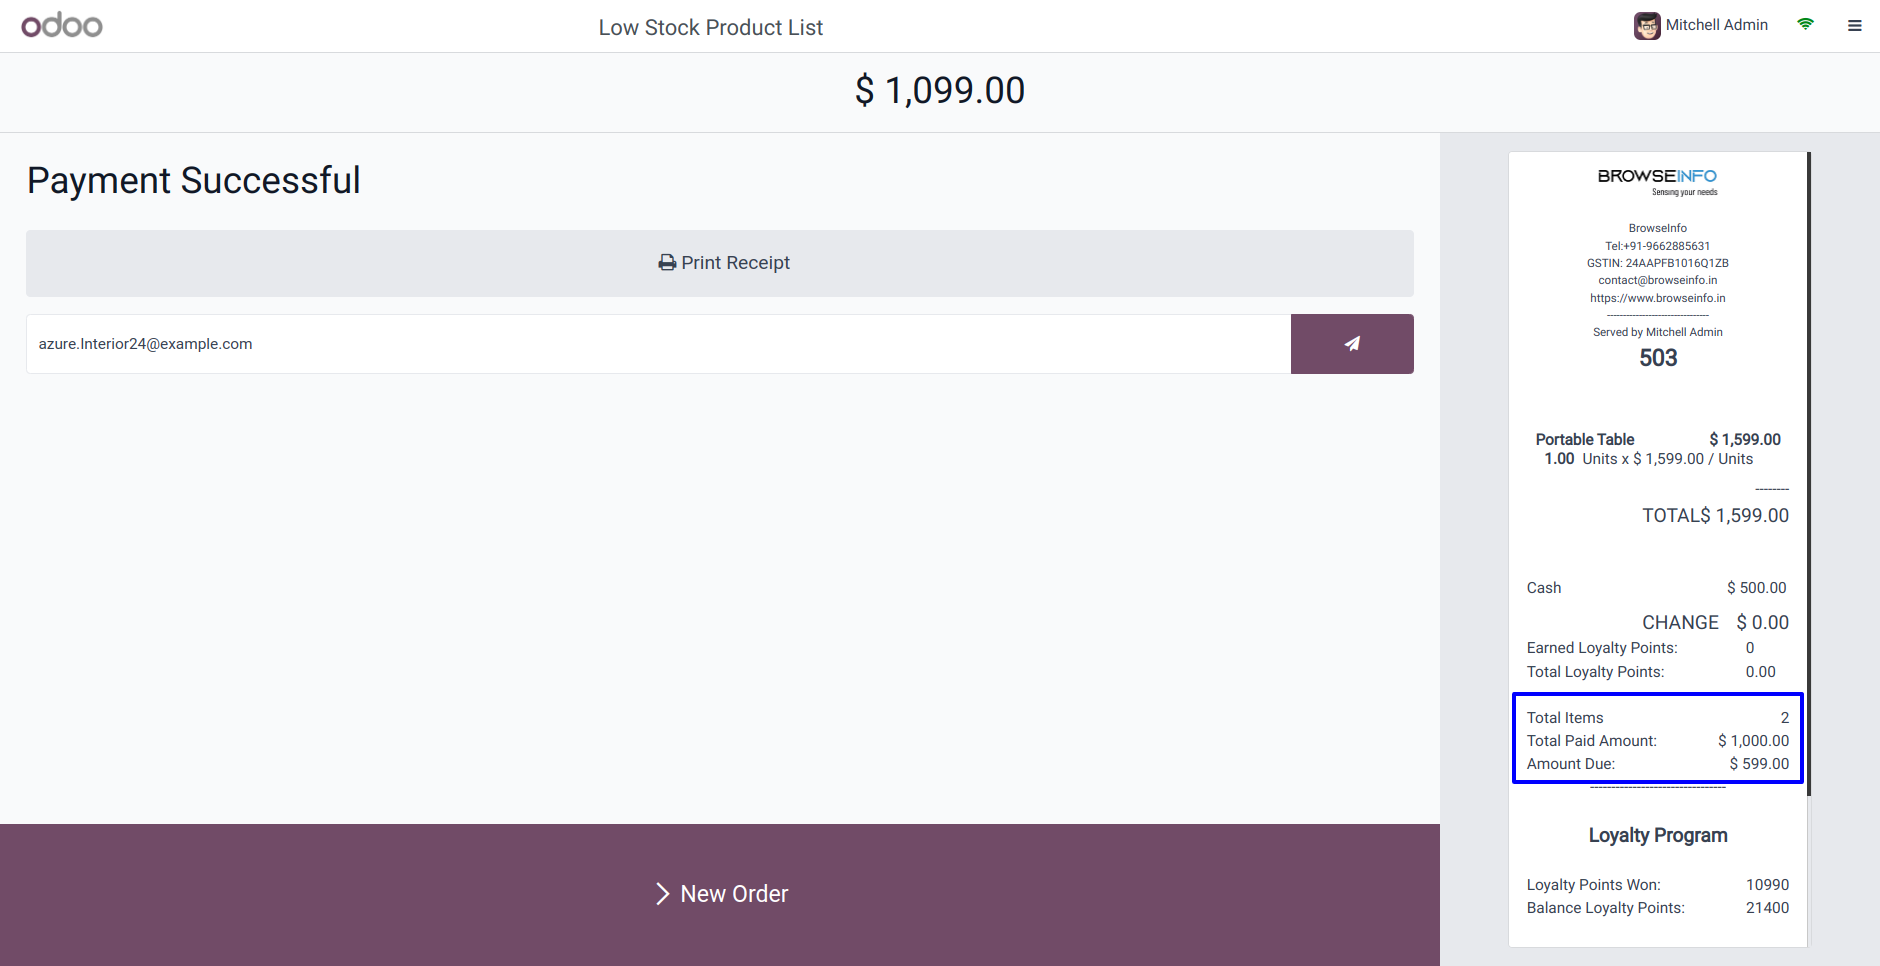 odoo
Low Stock Product List
Mitchell Admin
$ 1,099.00
Payment Successful
Print Receipt
azure.Interior24@example.com
New Order
BROWSEINFO
Sensing your needs
BrowseInfo
Tel:+91-9662885631
GSTIN: 24AAPFB1016Q1ZB
contact@browseinfo.in
https://www.browseinfo.in
--------------------------------
Served by Mitchell Admin
503
Portable Table $ 1,599.00
1.00 Units x $ 1,599.00 / Units
--------
TOTAL$ 1,599.00
Cash $ 500.00
CHANGE $ 0.00
Earned Loyalty Points: 0
Total Loyalty Points: 0.00
Total Items 2
Total Paid Amount: $ 1,000.00
Amount Due: $ 599.00
--------------------------------
Loyalty Program
Loyalty Points Won: 10990
Balance Loyalty Points: 21400